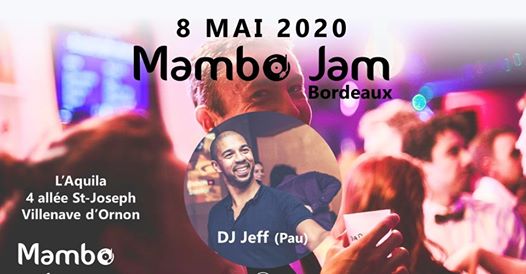 8 MAI 2020
Mambo Jam
Bordeaux
L'Aquila
4 allée St-Joseph
Villenave d'Ornon
DJ Jeff (Pau)
Mambo